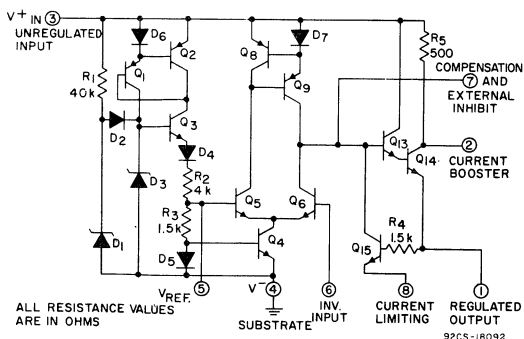 V+ IN ③
UNREGULATED
INPUT
D6
Q2
Q8
D7
R5
500
Q1
R1
40k
Q9
COMPENSATION
⑦ AND
EXTERNAL
INHIBIT
Q3
D2
D4
Q13
Q14
②
CURRENT
BOOSTER
D3
R2
4k
R3
1.5k
Q5
Q6
R4
1.5k
D1
D5
Q4
Q15
VREF. ⑤
V- ④
⑥
INV.
INPUT
⑧
CURRENT
LIMITING
①
REGULATED
OUTPUT
SUBSTRATE
ALL RESISTANCE VALUES
ARE IN OHMS
92CS-18092